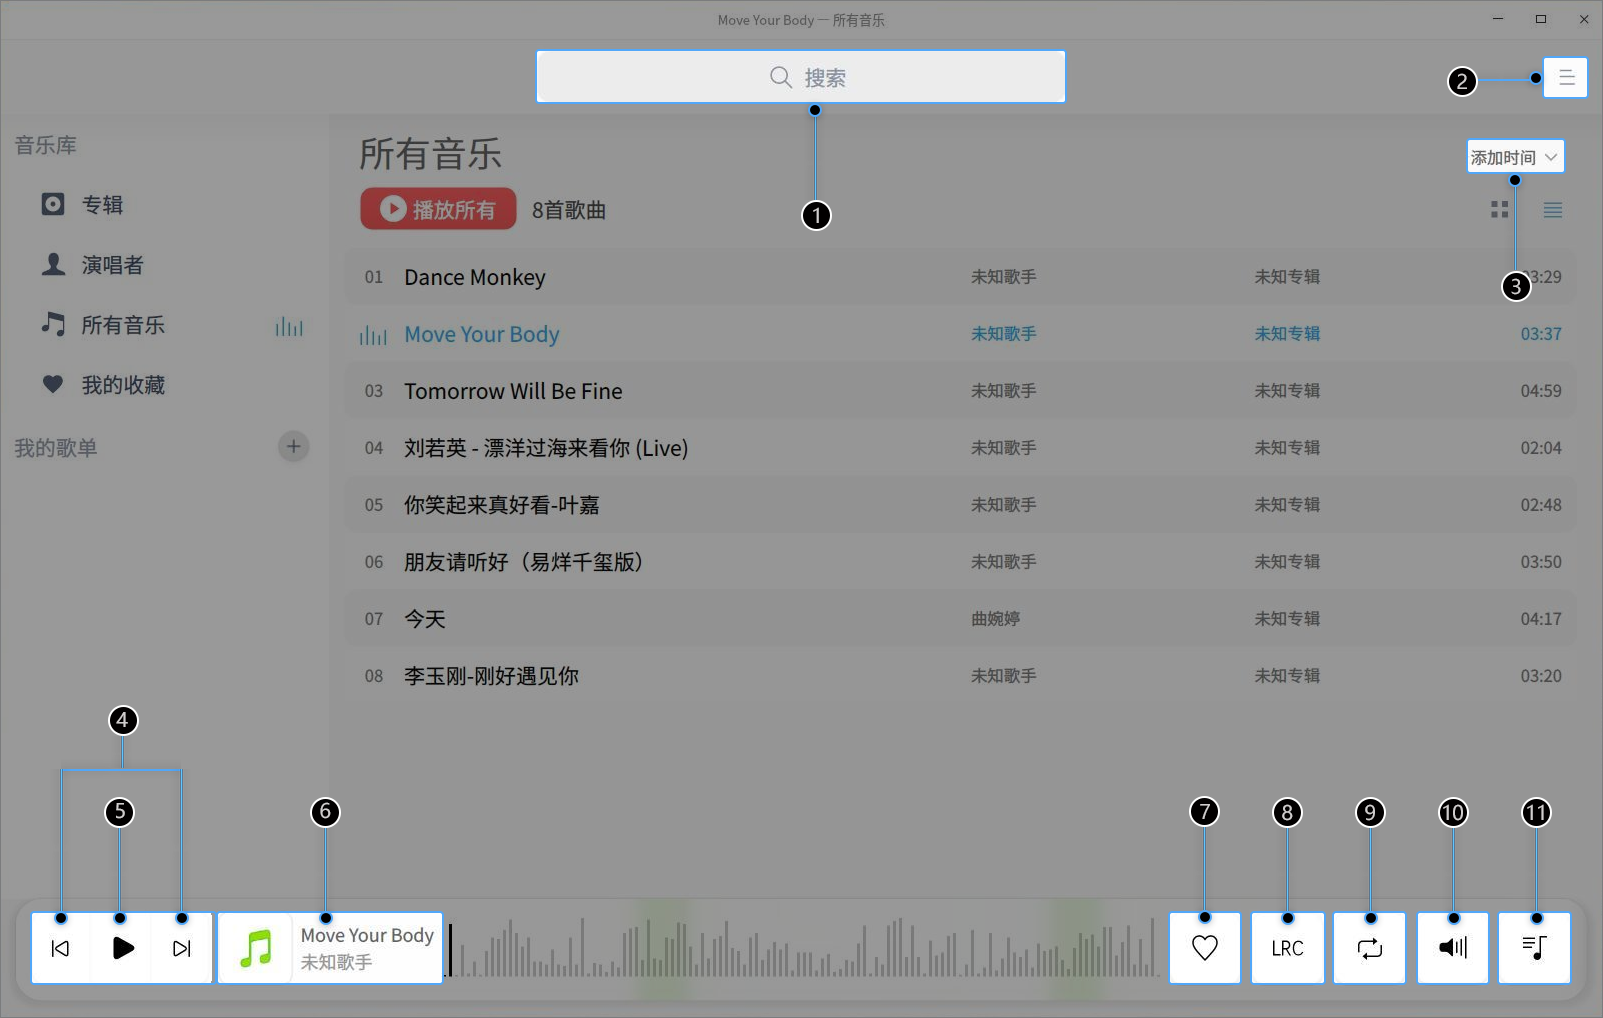 Move Your Body — 所有音乐
搜索
2
音乐库
所有音乐
添加时间
专辑
播放所有
8首歌曲
1
演唱者
01 Dance Monkey 未知歌手 未知专辑 03:29
3
所有音乐
Move Your Body 未知歌手 未知专辑 03:37
我的收藏
03 Tomorrow Will Be Fine 未知歌手 未知专辑 04:59
我的歌单
04 刘若英 - 漂洋过海来看你 (Live) 未知歌手 未知专辑 02:04
05 你笑起来真好看-叶嘉 未知歌手 未知专辑 02:48
06 朋友请听好（易烊千玺版） 未知歌手 未知专辑 03:50
07 今天 曲婉婷 未知专辑 04:17
08 李玉刚-刚好遇见你 未知歌手 未知专辑 03:20
4
5 6 7 8 9 10 11
Move Your Body
未知歌手
LRC